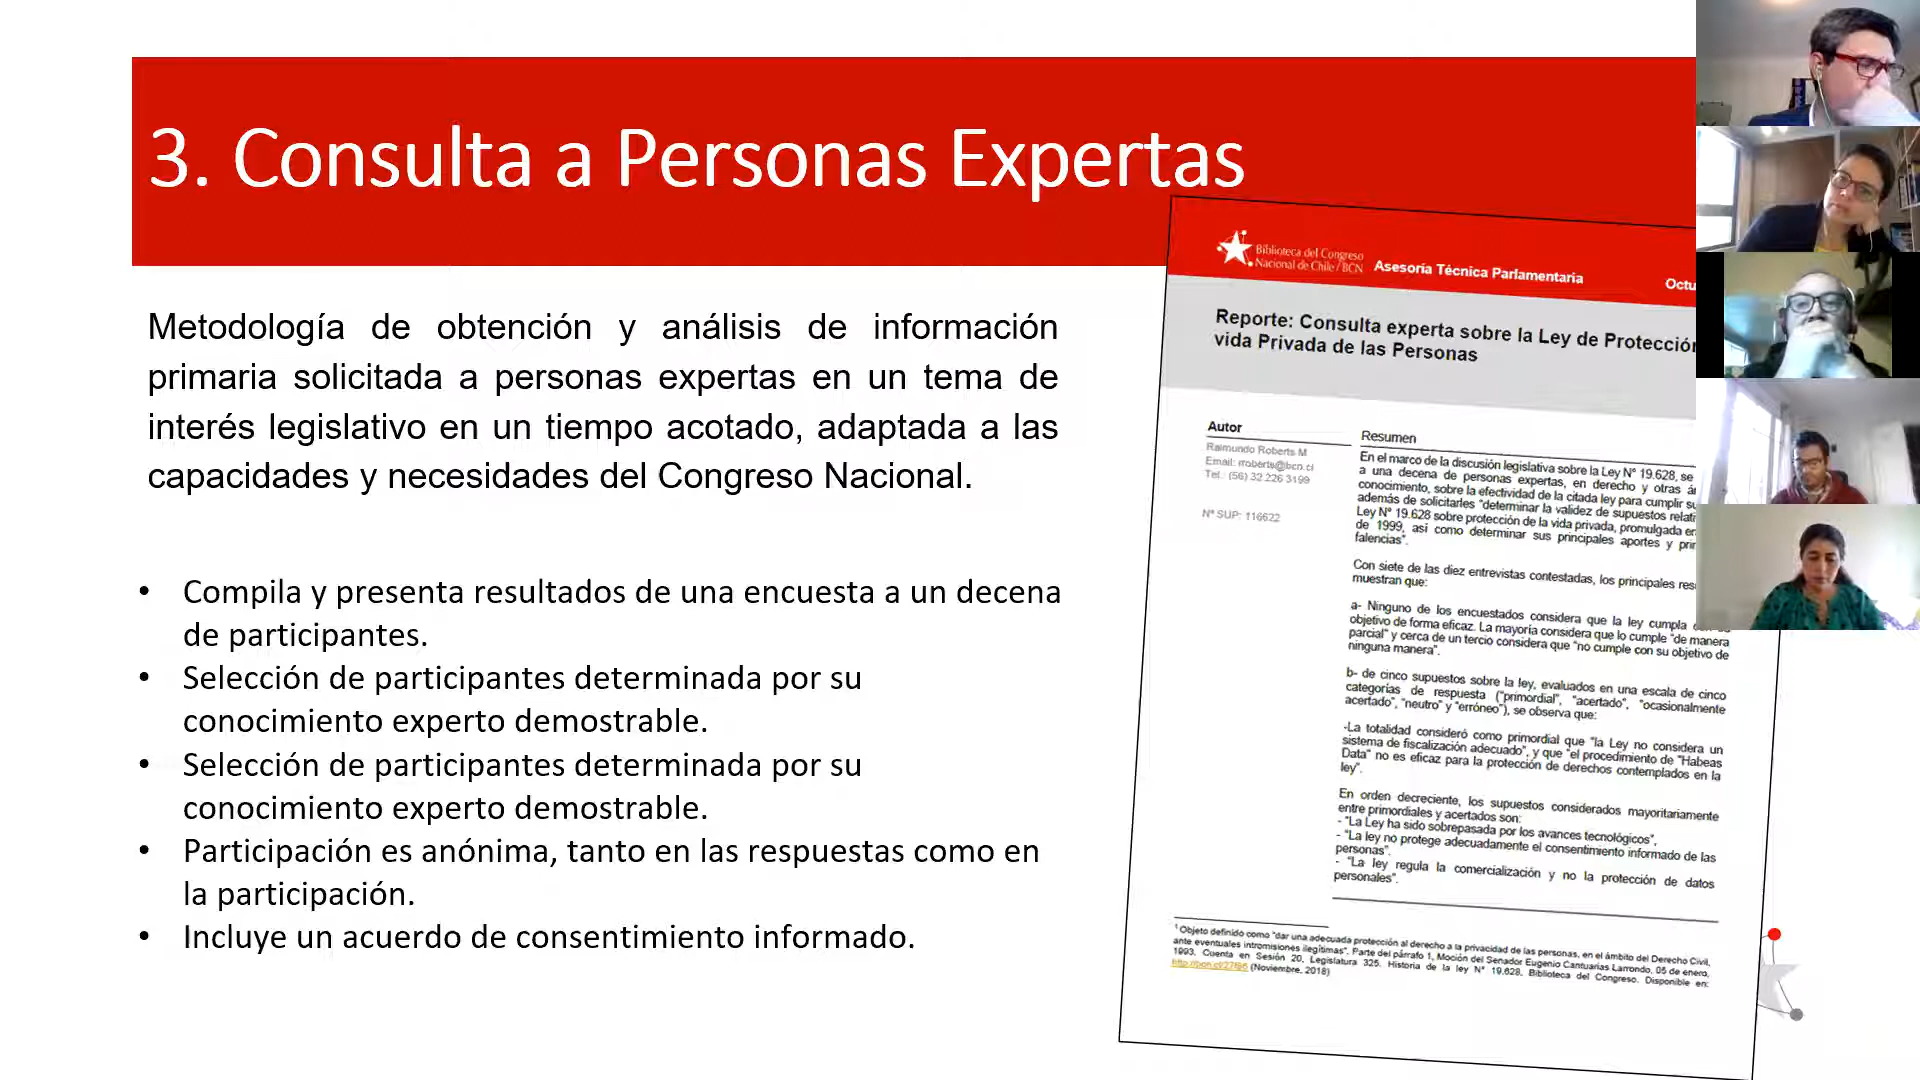 3. Consulta a Personas Expertas
Metodología de obtención y análisis de información
primaria solicitada a personas expertas en un tema de
interés legislativo en un tiempo acotado, adaptada a las
capacidades y necesidades del Congreso Nacional.
• Compila y presenta resultados de una encuesta a un decena
de participantes.
• Selección de participantes determinada por su
conocimiento experto demostrable.
• Selección de participantes determinada por su
conocimiento experto demostrable.
• Participación es anónima, tanto en las respuestas como en
la participación.
• Incluye un acuerdo de consentimiento informado.
Biblioteca del Congreso
Nacional de Chile / BCN
Asesoría Técnica Parlamentaria
Octu
Reporte: Consulta experta sobre la Ley de Protección
vida Privada de las Personas
Autor
Raimundo Roberts M
Email: rroberts@bcn.cl
Tel.: (56) 32 226 3199
Nº SUP: 116622
Resumen
En el marco de la discusión legislativa sobre la Ley N° 19.628, se
a una decena de personas expertas, en derecho y otras ár
conocimiento, sobre la efectividad de la citada ley para cumplir su
además de solicitarles "determinar la validez de supuestos relati
Ley N° 19.628 sobre protección de la vida privada, promulgada en
de 1999, así como determinar sus principales aportes y prin
falencias".
Con siete de las diez entrevistas contestadas, los principales res
muestran que:
a- Ninguno de los encuestados considera que la ley cumpla su
objetivo de forma eficaz. La mayoría considera que lo cumple "de manera
parcial" y cerca de un tercio considera que "no cumple con su objetivo de
ninguna manera".
b- de cinco supuestos sobre la ley, evaluados en una escala de cinco
categorías de respuesta ("primordial", "acertado", "ocasionalmente
acertado", "neutro" y "erróneo"), se observa que:
-La totalidad consideró como primordial que "la Ley no considera un
sistema de fiscalización adecuado", y que "el procedimiento de "Habeas
Data" no es eficaz para la protección de derechos contemplados en la
ley".
En orden decreciente, los supuestos considerados mayoritariamente
entre primordiales y acertados son:
- "La Ley ha sido sobrepasada por los avances tecnológicos",
- "La ley no protege adecuadamente el consentimiento informado de las
personas".
- "La ley regula la comercialización y no la protección de datos
personales".
1 Objeto definido como "dar una adecuada protección al derecho a la privacidad de las personas, en el ámbito del Derecho Civil,
ante eventuales intromisiones ilegítimas". Parte del párrafo 1, Moción del Senador Eugenio Cantuarias Larrondo, 05 de enero,
1993. Cuenta en Sesión 20, Legislatura 325. Historia de la ley N° 19.628. Biblioteca del Congreso. Disponible en:
(Noviembre, 2018)